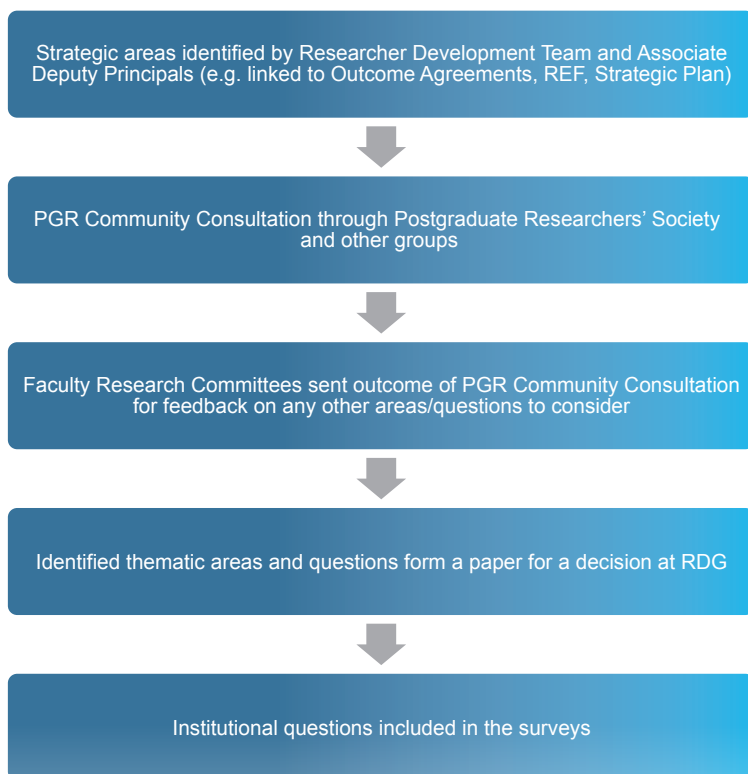 Strategic areas identified by Researcher Development Team and Associate
Deputy Principals (e.g. linked to Outcome Agreements, REF, Strategic Plan)
PGR Community Consultation through Postgraduate Researchers’ Society
and other groups
Faculty Research Committees sent outcome of PGR Community Consultation
for feedback on any other areas/questions to consider
Identified thematic areas and questions form a paper for a decision at RDG
Institutional questions included in the surveys